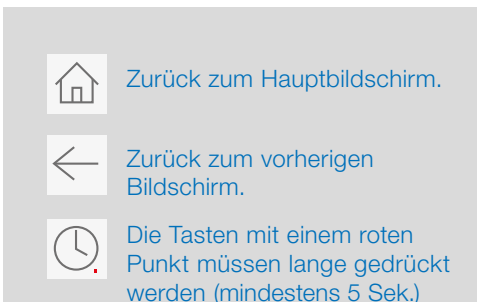 Zurück zum Hauptbildschirm.
Zurück zum vorherigen
Bildschirm.
Die Tasten mit einem roten
Punkt müssen lange gedrückt
werden (mindestens 5 Sek.)